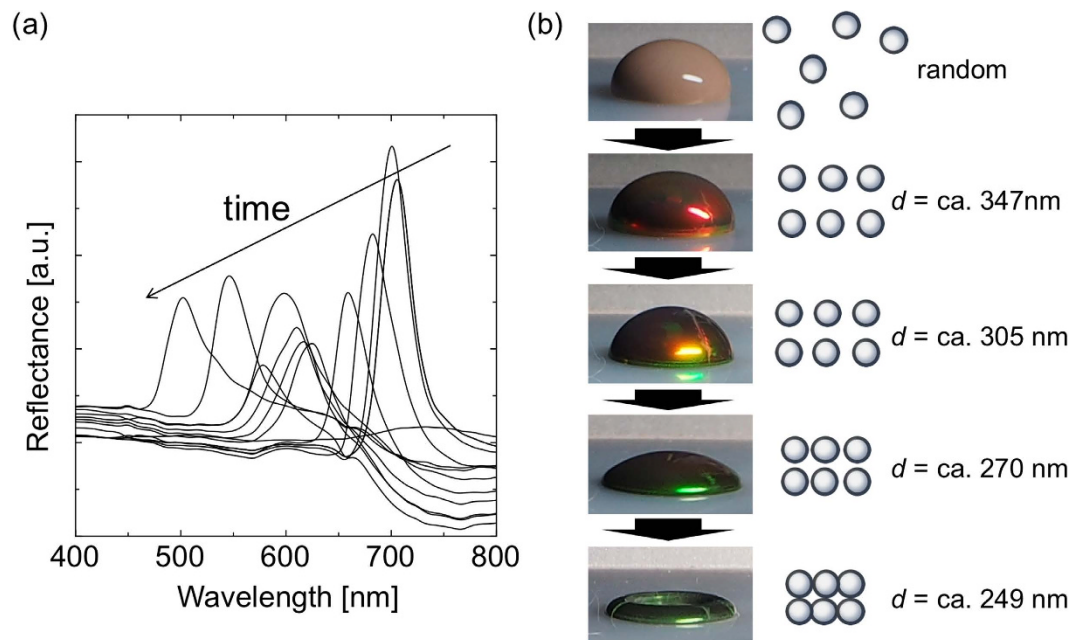 (a)
time
Reflectance [a.u.]
400 500 600 700 800
Wavelength [nm]
(b)
random
d = ca. 347nm
d = ca. 305 nm
d = ca. 270 nm
d = ca. 249 nm